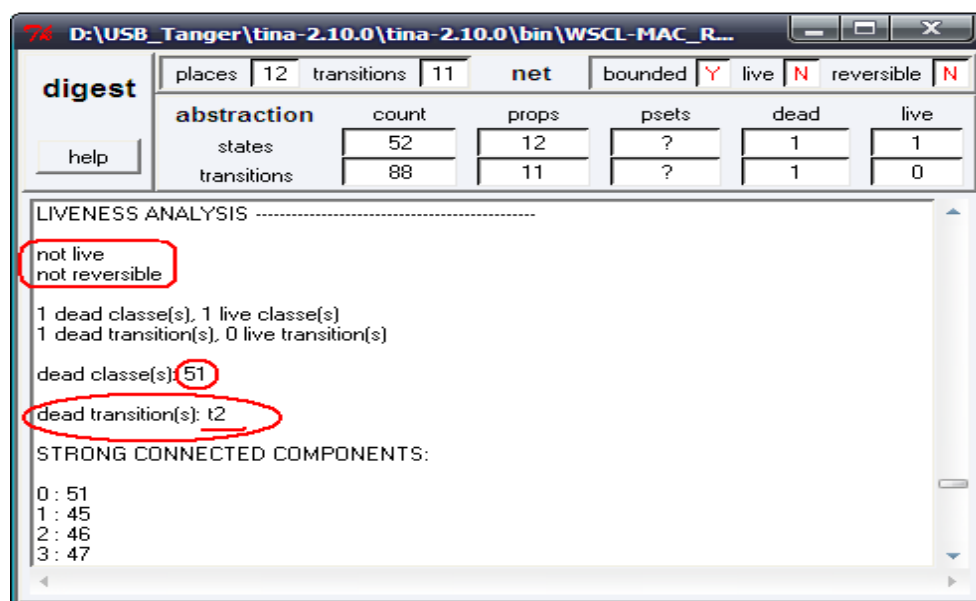 D:\USB_Tanger\tina-2.10.0\tina-2.10.0\bin\WSCL-MAC_R...
digest
places 12 transitions 11 net bounded Y live N reversible N
abstraction count props psets dead live
help
states 52 12 ? 1 1
transitions 88 11 ? 1 0
LIVENESS ANALYSIS -----------------------------------------------
not live
not reversible
1 dead classe(s), 1 live classe(s)
1 dead transition(s), 0 live transition(s)
dead classe(s): 51
dead transition(s): t2
STRONG CONNECTED COMPONENTS:
0 : 51
1 : 45
2 : 46
3 : 47